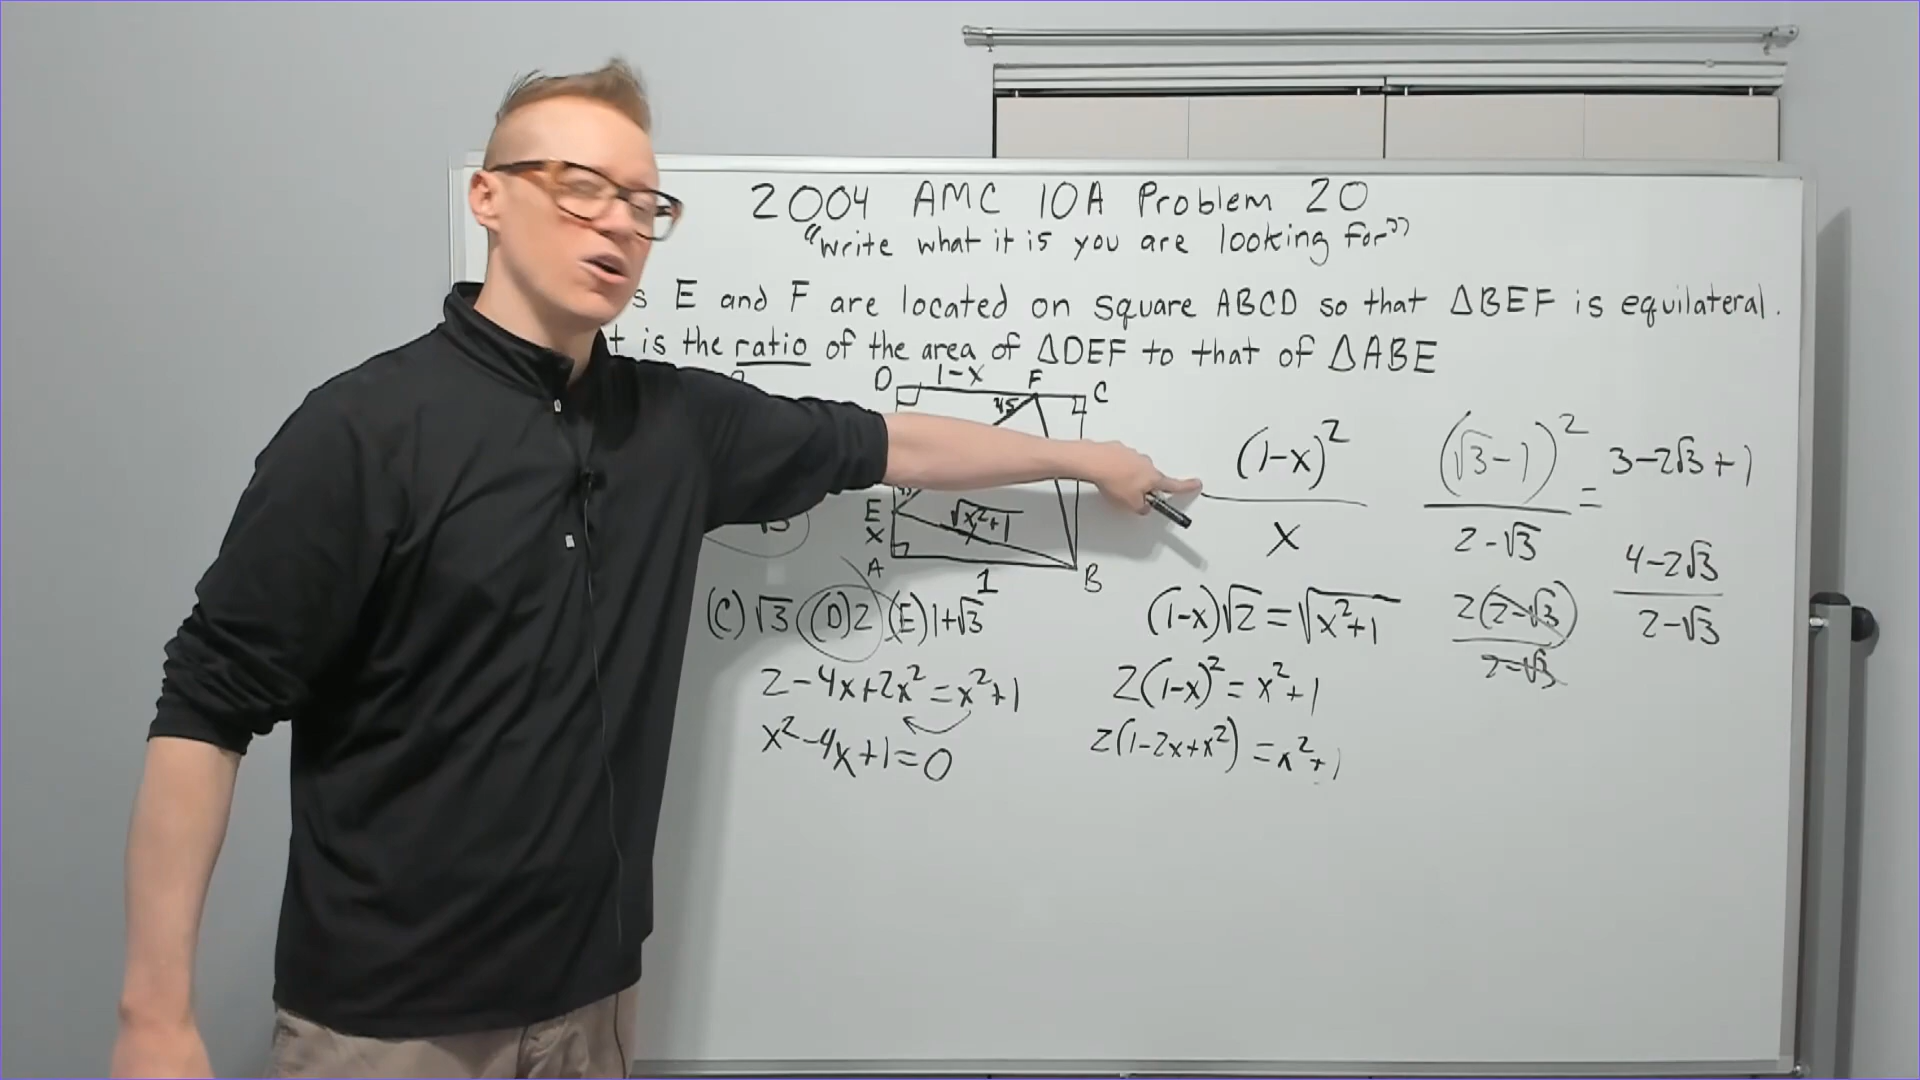 2004 AMC 10A Problem 20
"Write what it is you are looking for"
s E and F are located on square ABCD so that ΔBEF is equilateral.
t is the ratio of the area of ΔDEF to that of ΔABE
D 1-x F C
45
E √x²+1
x x
A 1 B
(C) √3 (D) 2 (E) 1+√3
2-4x+2x²=x²+1
x²-4x+1=0
(1-x)²
x
(1-x)√2=√x²+1
2(1-x)²=x²+1
2(1-2x+x²)=x²+1
(√3-1)² = 3-2√3+1
2-√3
4-2√3
2-√3
2(2-√3)
2-√3